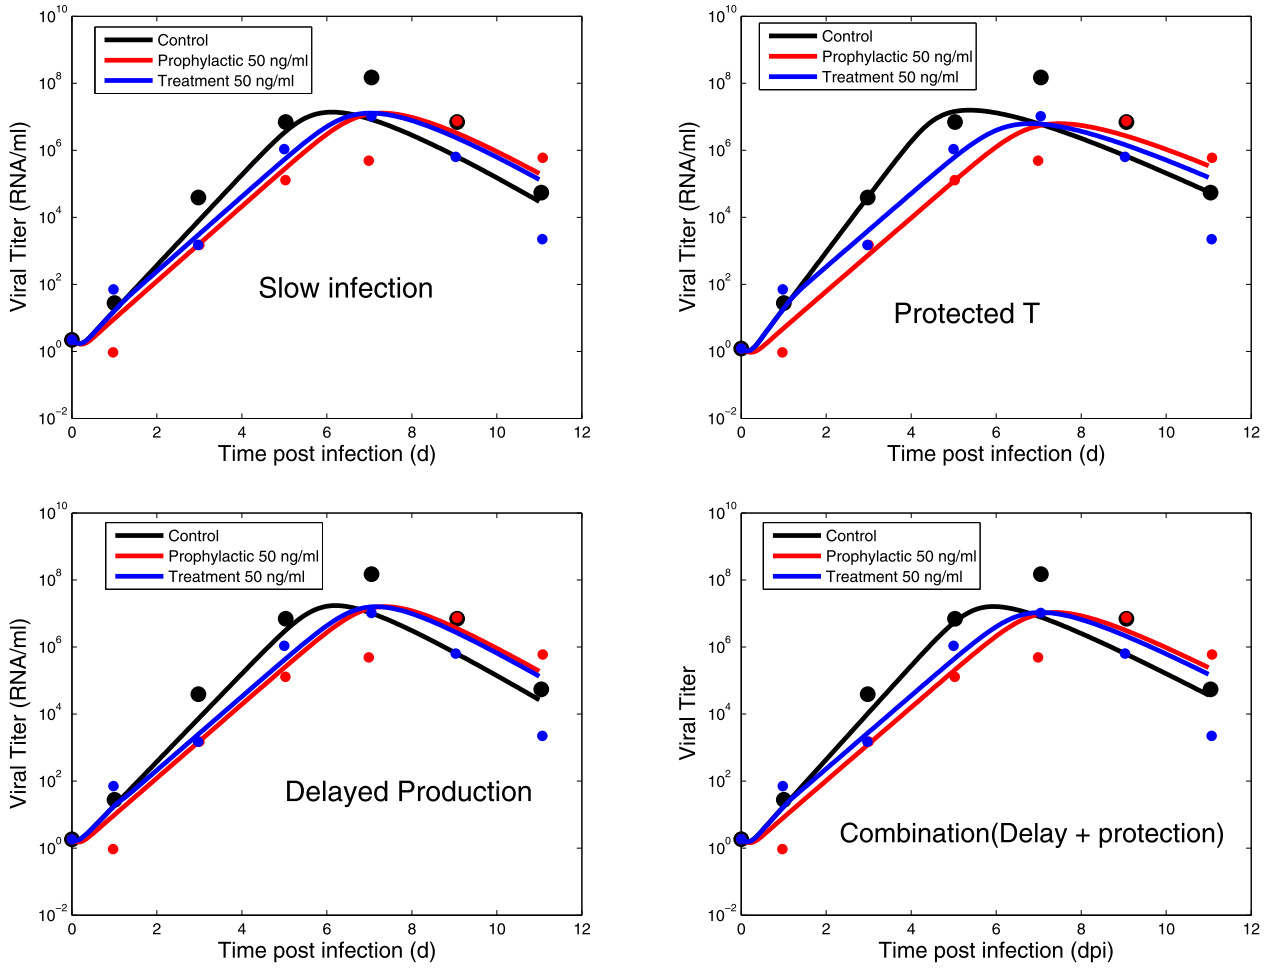 10^10
10^8
10^6
10^4
10^2
10^0
10^-2
Viral Titer (RNA/ml)
Control
Prophylactic 50 ng/ml
Treatment 50 ng/ml
Slow infection
0 2 4 6 8 10 12
Time post infection (d)
10^10
10^8
10^6
10^4
10^2
10^0
10^-2
Viral Titer (RNA/ml)
Control
Prophylactic 50 ng/ml
Treatment 50 ng/ml
Protected T
0 2 4 6 8 10 12
Time post infection (d)
10^10
10^8
10^6
10^4
10^2
10^0
10^-2
Viral Titer (RNA/ml)
Control
Prophylactic 50 ng/ml
Treatment 50 ng/ml
Delayed Production
0 2 4 6 8 10 12
Time post infection (d)
10^10
10^8
10^6
10^4
10^2
10^0
10^-2
Viral Titer
Control
Prophylactic 50 ng/ml
Treatment 50 ng/ml
Combination(Delay + protection)
0 2 4 6 8 10 12
Time post infection (dpi)